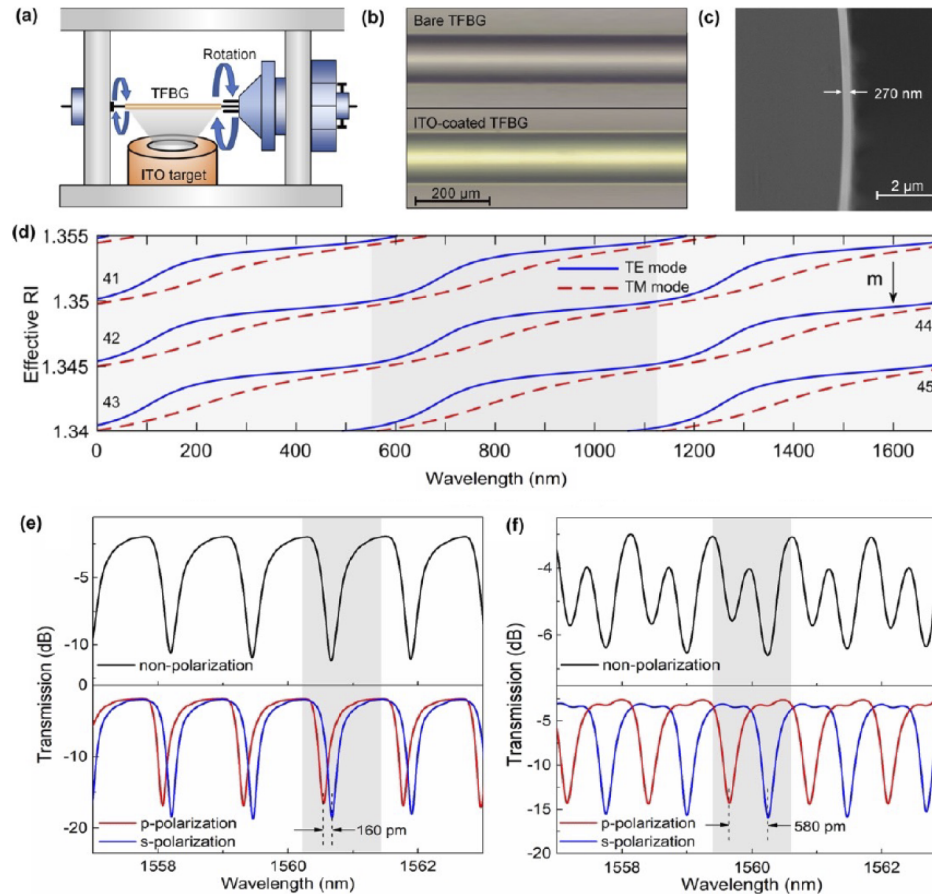 (a)
Rotation
TFBG
ITO target
(b)
Bare TFBG
ITO-coated TFBG
200 μm
(c)
270 nm
2 μm
(d)
Effective RI
1.355
1.35
1.345
1.34
41
42
43
TE mode
TM mode
m
44
45
0 200 400 600 800 1000 1200 1400 1600
Wavelength (nm)
(e)
Transmission (dB)
-5
-10
0
-10
-20
non-polarization
p-polarization
s-polarization
160 pm
1558 1560 1562
Wavelength (nm)
(f)
Transmission (dB)
-4
-6
-5
-10
-15
-20
non-polarization
p-polarization
s-polarization
580 pm
1558 1560 1562
Wavelength (nm)